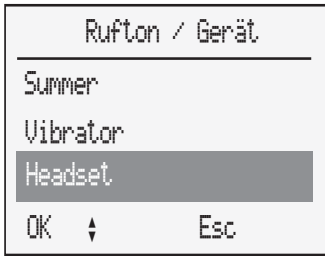 Rufton / Gerät
Summer
Vibrator
Headset
OK Esc